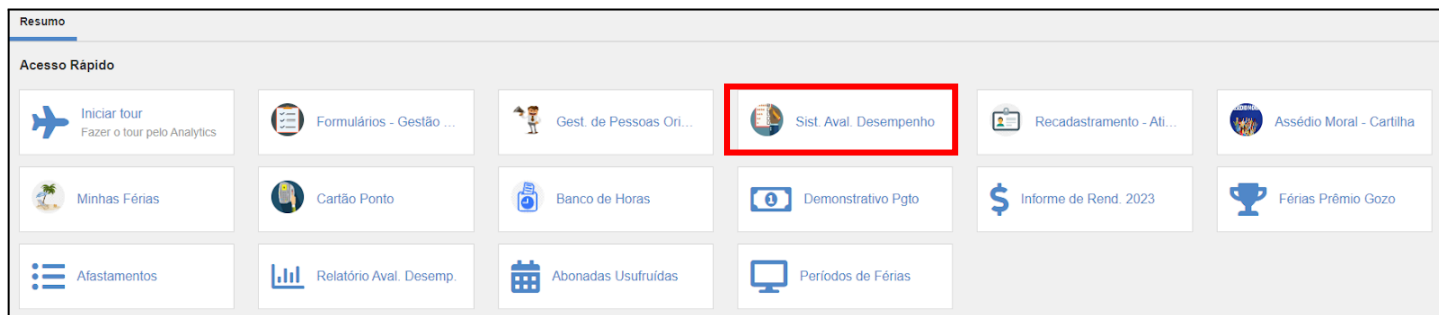 Resumo
Acesso Rápido
Iniciar tour
Fazer o tour pelo Analytics
Formulários - Gestão ...
Gest. de Pessoas Ori...
Sist. Aval. Desempenho
Recadastramento - Ati...
Assédio Moral - Cartilha
Minhas Férias
Cartão Ponto
Banco de Horas
Demonstrativo Pgto
Informe de Rend. 2023
Férias Prêmio Gozo
Afastamentos
Relatório Aval. Desemp.
Abonadas Usufruídas
Períodos de Férias